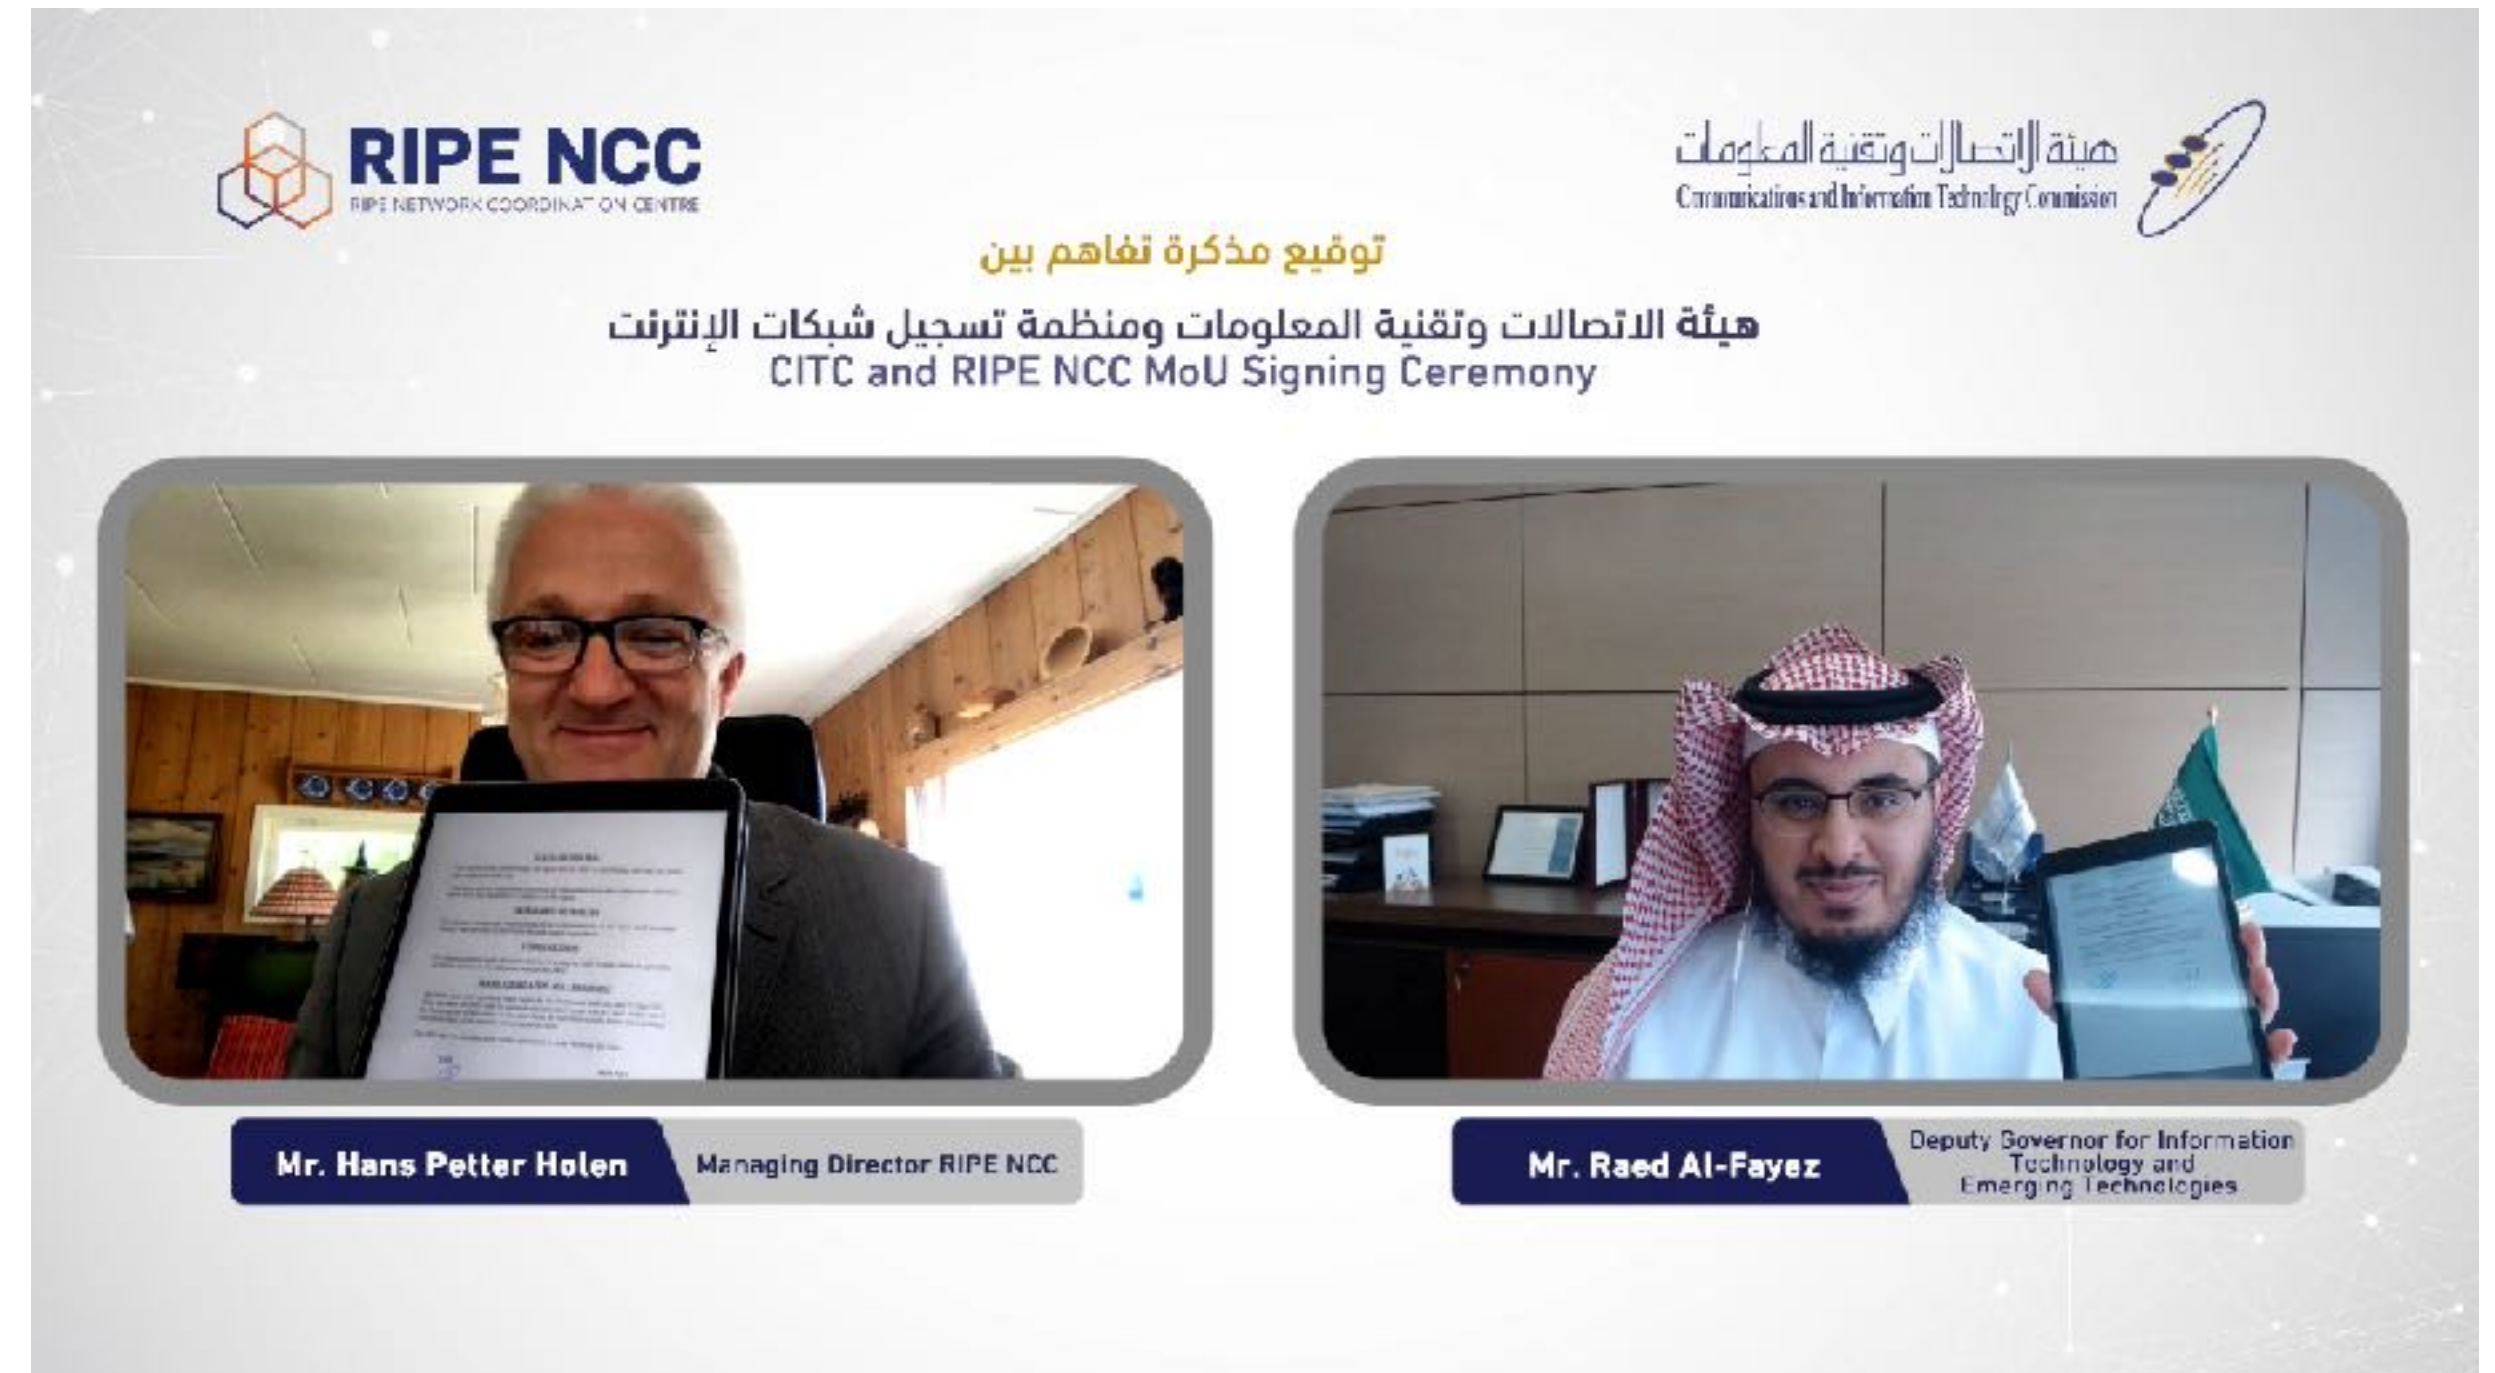 RIPE NCC
RIPE NETWORK COORDINATION CENTRE
هيئة الاتصالات وتقنية المعلومات
Communications and Information Technology Commission
توقيع مذكرة تفاهم بين
هيئة الاتصالات وتقنية المعلومات ومنظمة تسجيل شبكات الإنترنت
CITC and RIPE NCC MoU Signing Ceremony
Mr. Hans Petter Holen
Managing Director RIPE NCC
Mr. Raed Al-Fayez
Deputy Governor for Information
Technology and
Emerging Technologies